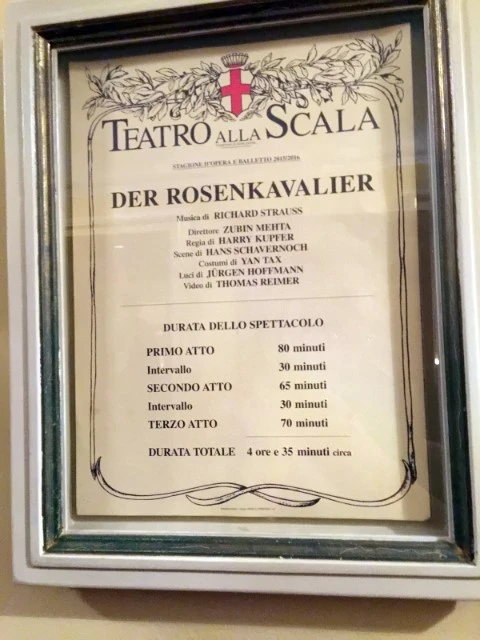 TEATRO ALLA SCALA
STAGIONE D'OPERA E BALLETTO 2015/2016
DER ROSENKAVALIER
Musica di RICHARD STRAUSS
Direttore ZUBIN MEHTA
Regia di HARRY KUPFER
Scene di HANS SCHAVERNOCH
Costumi di YAN TAX
Luci di JÜRGEN HOFFMANN
Video di THOMAS REIMER
DURATA DELLO SPETTACOLO
PRIMO ATTO 80 minuti
Intervallo 30 minuti
SECONDO ATTO 65 minuti
Intervallo 30 minuti
TERZO ATTO 70 minuti
DURATA TOTALE 4 ore e 35 minuti circa